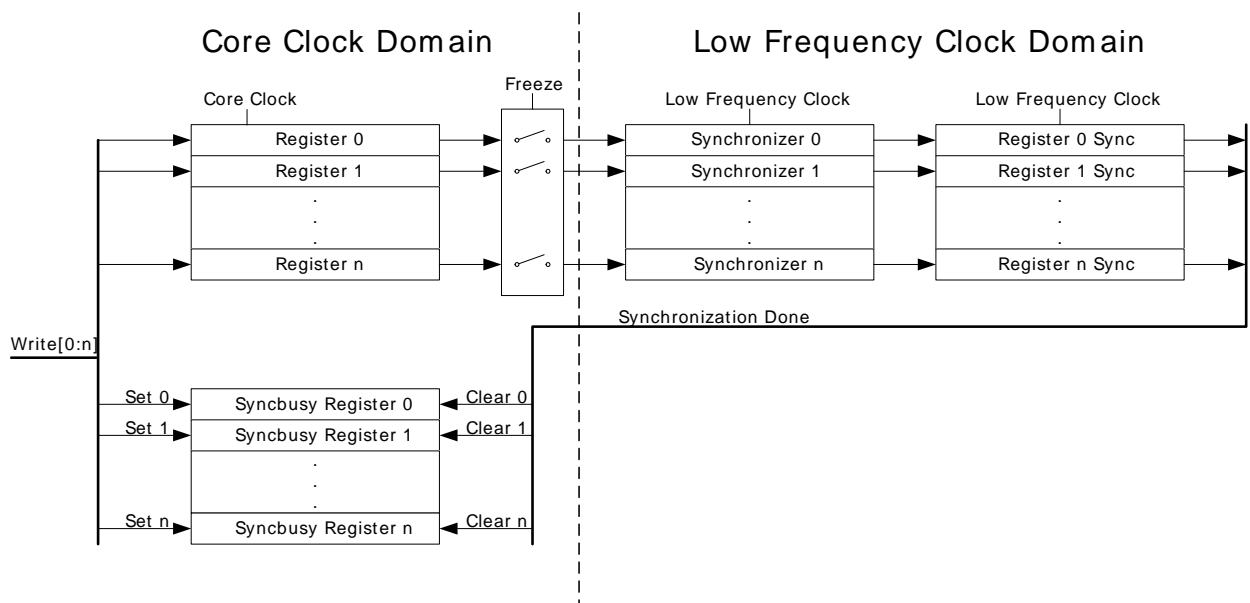 Core Clock Domain
Low Frequency Clock Domain
Freeze
Core Clock
Low Frequency Clock
Low Frequency Clock
Register 0
Synchronizer 0
Register 0 Sync
Register 1
Synchronizer 1
Register 1 Sync
.
.
.
.
.
.
.
.
.
Register n
Synchronizer n
Register n Sync
Synchronization Done
Write[0:n]
Set 0
Syncbusy Register 0
Clear 0
Set 1
Syncbusy Register 1
Clear 1
.
.
.
Set n
Syncbusy Register n
Clear n